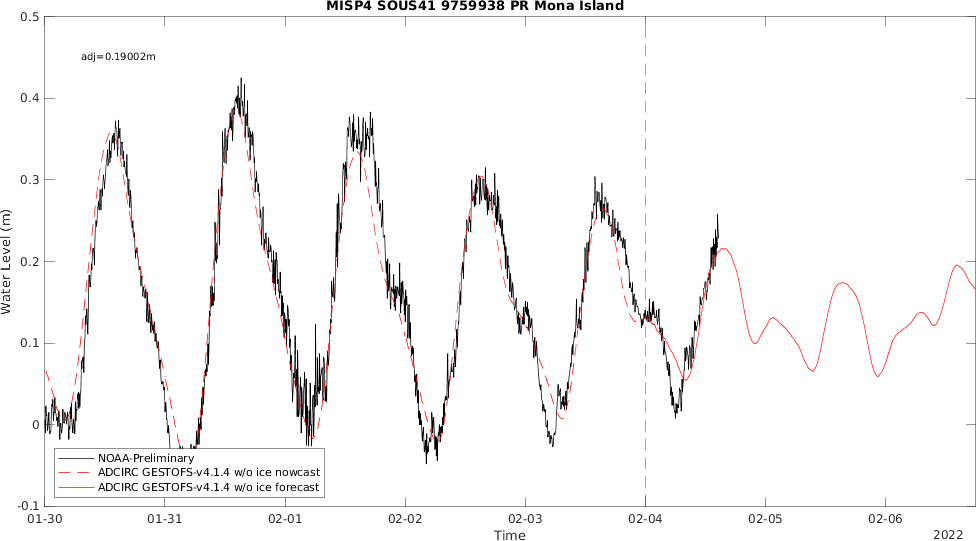 MISP4 SOUS41 9759938 PR Mona Island
adj=0.19002m
0.5
0.4
0.3
0.2
0.1
0
-0.1
Water Level (m)
NOAA-Preliminary
ADCIRC GESTOFS-v4.1.4 w/o ice nowcast
ADCIRC GESTOFS-v4.1.4 w/o ice forecast
01-30 01-31 02-01 02-02 02-03 02-04 02-05 02-06
Time
2022